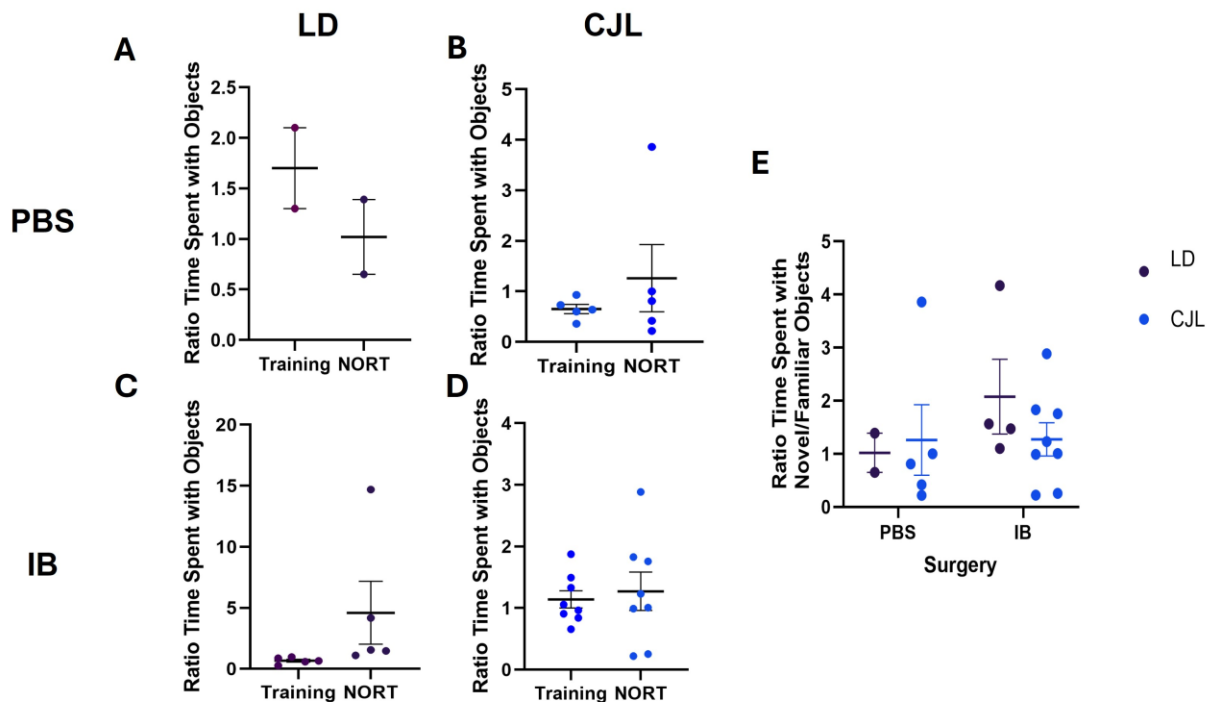 LD
CJL
PBS
IB
A
Ratio Time Spent with Objects
2.5
2.0
1.5
1.0
0.5
0.0
Training NORT
B
Ratio Time Spent with Objects
5
4
3
2
1
0
Training NORT
C
Ratio Time Spent with Objects
20
15
10
5
0
Training NORT
D
Ratio Time Spent with Objects
4
3
2
1
0
Training NORT
E
Ratio Time Spent with
Novel/Familiar Objects
5
4
3
2
1
0
PBS IB
Surgery
LD
CJL